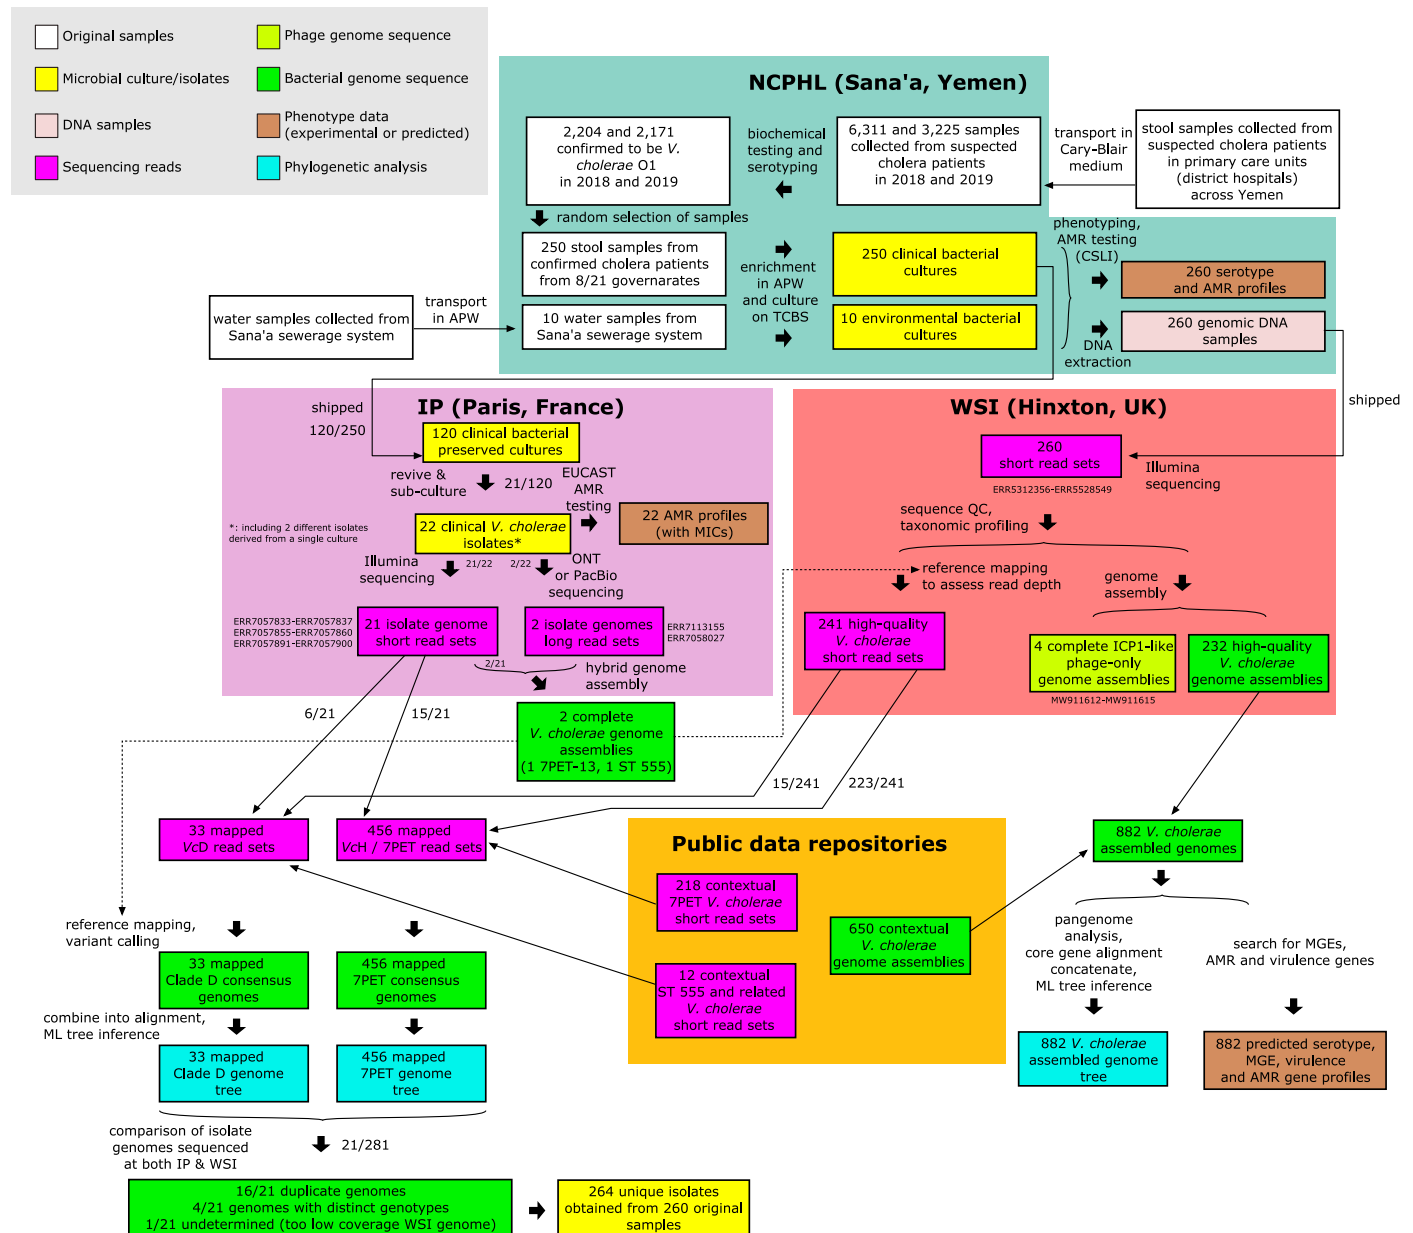 Original samples
Phage genome sequence
Microbial culture/isolates
Bacterial genome sequence
DNA samples
Phenotype data
(experimental or predicted)
Sequencing reads
Phylogenetic analysis
NCPHL (Sana'a, Yemen)
2,204 and 2,171
confirmed to be V.
cholerae O1
in 2018 and 2019
biochemical
testing and
serotyping
6,311 and 3,225 samples
collected from suspected
cholera patients
in 2018 and 2019
transport in
Cary-Blair
medium
stool samples collected from
suspected cholera patients
in primary care units
(district hospitals)
across Yemen
random selection of samples
250 stool samples from
confirmed cholera patients
from 8/21 governarates
enrichment
in APW
and culture
on TCBS
250 clinical bacterial
cultures
phenotyping,
AMR testing
(CSLI)
260 serotype
and AMR profiles
water samples collected from
Sana'a sewerage system
transport
in APW
10 water samples from
Sana'a sewerage system
10 environmental bacterial
cultures
DNA
extraction
260 genomic DNA
samples
shipped
120/250
IP (Paris, France)
120 clinical bacterial
preserved cultures
revive &
sub-culture
21/120
EUCAST
AMR
testing
*: including 2 different isolates
derived from a single culture
22 clinical V. cholerae
isolates*
22 AMR profiles
(with MICs)
Illumina
sequencing
21/22
2/22
ONT
or PacBio
sequencing
ERR7057833-ERR7057837
ERR7057855-ERR7057860
ERR7057891-ERR7057900
21 isolate genome
short read sets
2 isolate genomes
long read sets
ERR7113155
ERR7058027
2/21
hybrid genome
assembly
WSI (Hinxton, UK)
shipped
260
short read sets
Illumina
sequencing
ERR5312356-ERR5528549
sequence QC,
taxonomic profiling
reference mapping
to assess read depth
genome
assembly
241 high-quality
V. cholerae
short read sets
4 complete ICP1-like
phage-only
genome assemblies
232 high-quality
V. cholerae
genome assemblies
MW911612-MW911615
6/21
15/21
2 complete
V. cholerae genome
assemblies
(1 7PET-13, 1 ST 555)
15/241
223/241
33 mapped
VcD read sets
456 mapped
VcH / 7PET read sets
Public data repositories
218 contextual
7PET V. cholerae
short read sets
650 contextual
V. cholerae
genome assemblies
12 contextual
ST 555 and related
V. cholerae
short read sets
882 V. cholerae
assembled genomes
reference mapping,
variant calling
33 mapped
Clade D consensus
genomes
456 mapped
7PET consensus
genomes
pangenome
analysis,
core gene alignment
concatenate,
ML tree inference
search for MGEs,
AMR and virulence genes
combine into alignment,
ML tree inference
33 mapped
Clade D genome
tree
456 mapped
7PET genome
tree
882 V. cholerae
assembled genome
tree
882 predicted serotype,
MGE, virulence
and AMR gene profiles
comparison of isolate
genomes sequenced
at both IP & WSI
21/281
16/21 duplicate genomes
4/21 genomes with distinct genotypes
1/21 undetermined (too low coverage WSI genome)
264 unique isolates
obtained from 260 original
samples